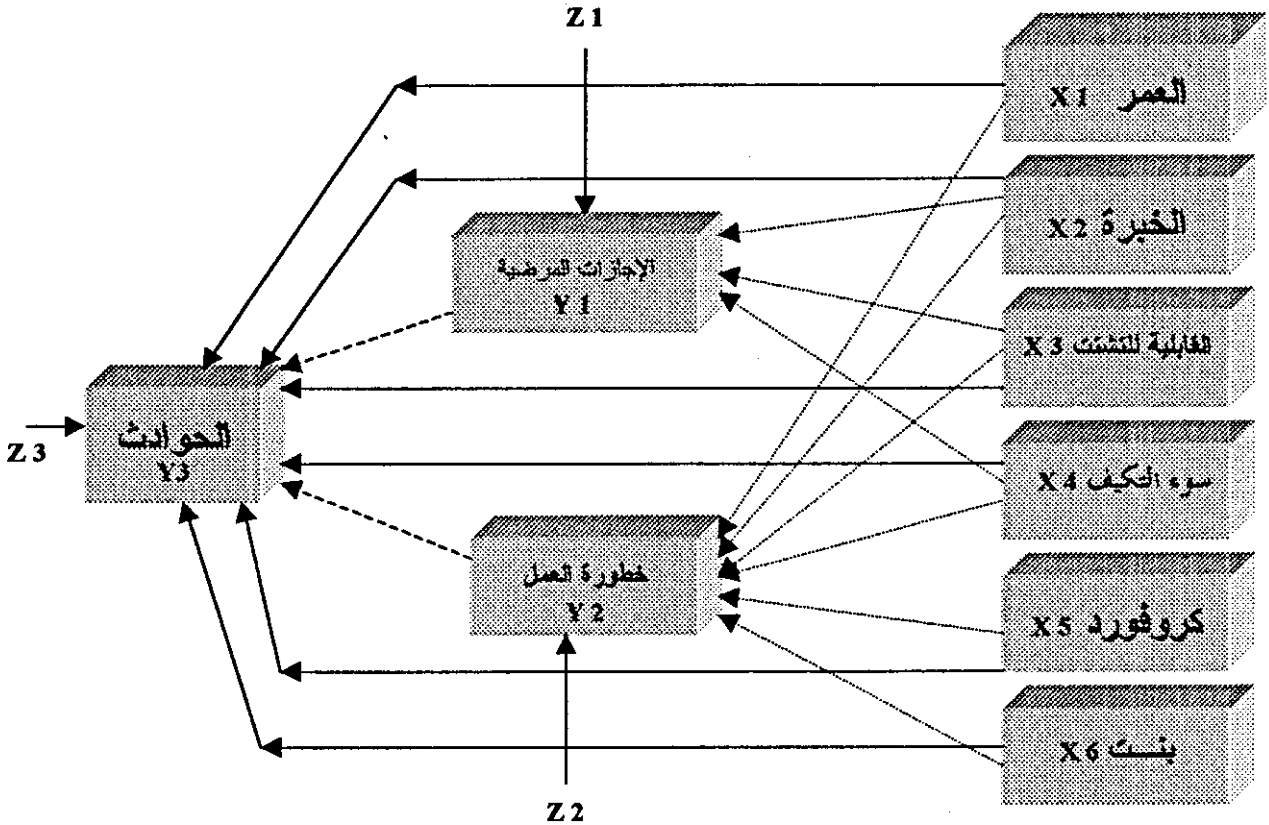 Z 1
العمر X 1
الخبرة X 2
الإجازات المرضية
Y 1
القابلية للتشتت X 3
الحوادث
Y3
Z 3
سوء التكيف X 4
خطورة العمل
Y 2
كروفورد X 5
بنــت X 6
Z 2